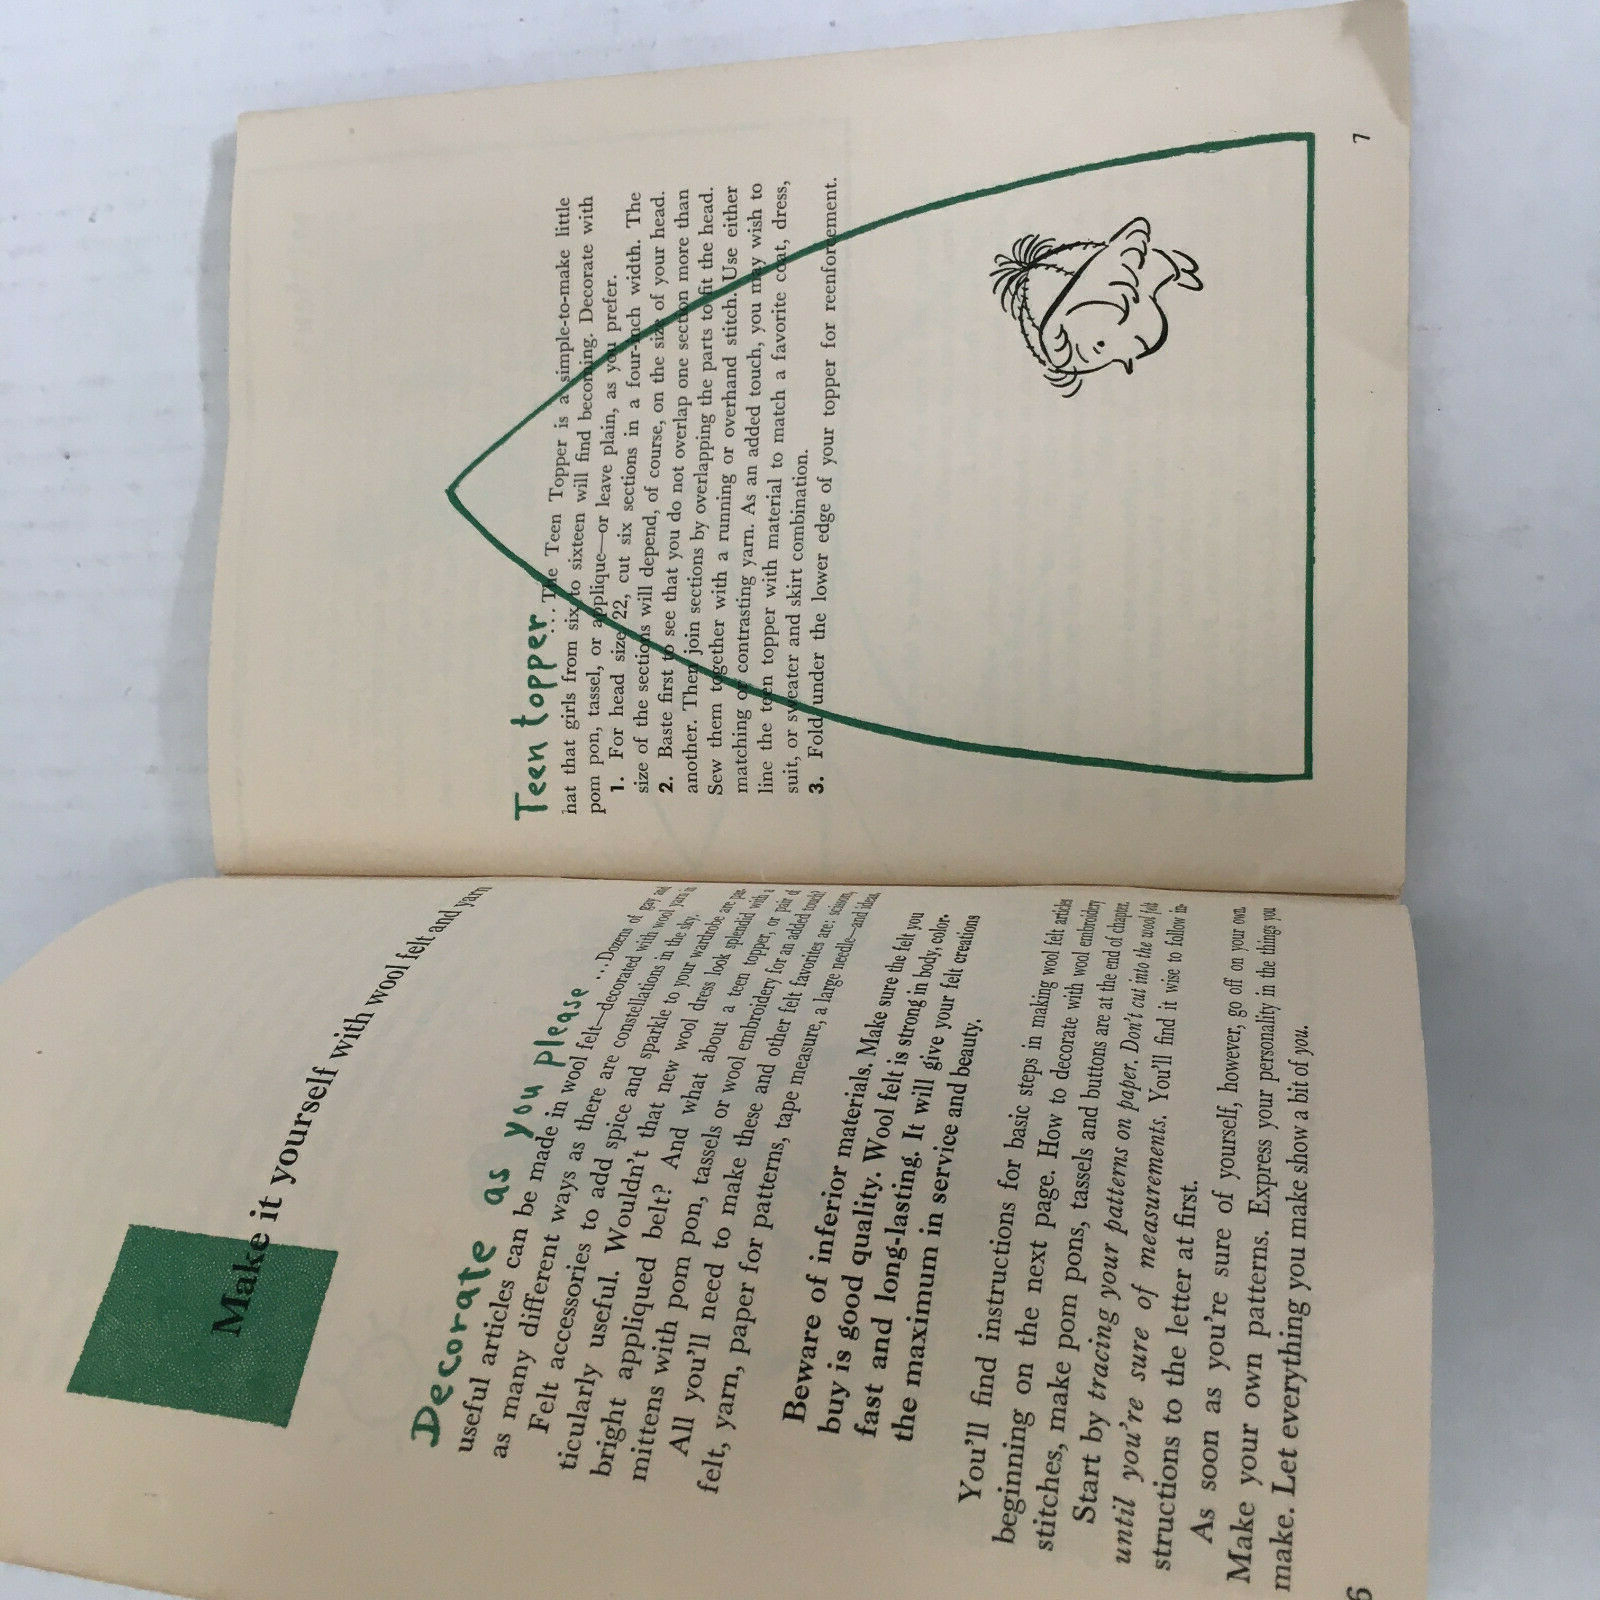 Make it yourself with wool felt and yarn
Decorate as you please ...Dozens of gay and
useful articles can be made in wool felt—decorated with wool yarns in
as many different ways as there are constellations in the sky.
Felt accessories to add spice and sparkle to your wardrobe are par-
ticularly useful. Wouldn't that new wool dress look splendid with a
bright appliqued belt? And what about a teen topper, or pair of
mittens with pom pon, tassels or wool embroidery for an added touch?
All you'll need to make these and other felt favorites are: scissors,
felt, yarn, paper for patterns, tape measure, a large needle—and ideas.
Beware of inferior materials. Make sure the felt you
buy is good quality. Wool felt is strong in body, color-
fast and long-lasting. It will give your felt creations
the maximum in service and beauty.
You'll find instructions for basic steps in making wool felt articles
beginning on the next page. How to decorate with wool embroidery
stitches, make pom pons, tassels and buttons are at the end of chapter.
Start by tracing your patterns on paper. Don't cut into the wool felt
until you're sure of measurements. You'll find it wise to follow in-
structions to the letter at first.
As soon as you're sure of yourself, however, go off on your own.
Make your own patterns. Express your personality in the things you
make. Let everything you make show a bit of you.
6
Teen topper ...The Teen Topper is a simple-to-make little
hat that girls from six to sixteen will find becoming. Decorate with
pom pon, tassel, or applique—or leave plain, as you prefer.
1. For head size 22, cut six sections in a four-inch width. The
size of the sections will depend, of course, on the size of your head.
2. Baste first to see that you do not overlap one section more than
another. Then join sections by overlapping the parts to fit the head.
Sew them together with a running or overhand stitch. Use either
matching or contrasting yarn. As an added touch, you may wish to
line the teen topper with material to match a favorite coat, dress,
suit, or sweater and skirt combination.
3. Fold under the lower edge of your topper for reenforcement.
7